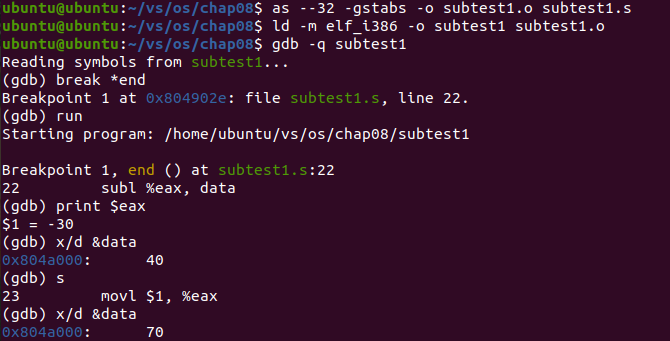 ubuntu@ubuntu:~/vs/os/chap08$ as --32 -gstabs -o subtest1.o subtest1.s
ubuntu@ubuntu:~/vs/os/chap08$ ld -m elf_i386 -o subtest1 subtest1.o
ubuntu@ubuntu:~/vs/os/chap08$ gdb -q subtest1
Reading symbols from subtest1...
(gdb) break *end
Breakpoint 1 at 0x804902e: file subtest1.s, line 22.
(gdb) run
Starting program: /home/ubuntu/vs/os/chap08/subtest1

Breakpoint 1, end () at subtest1.s:22
22          subl %eax, data
(gdb) print $eax
$1 = -30
(gdb) x/d &data
0x804a000:      40
(gdb) s
23          movl $1, %eax
(gdb) x/d &data
0x804a000:      70